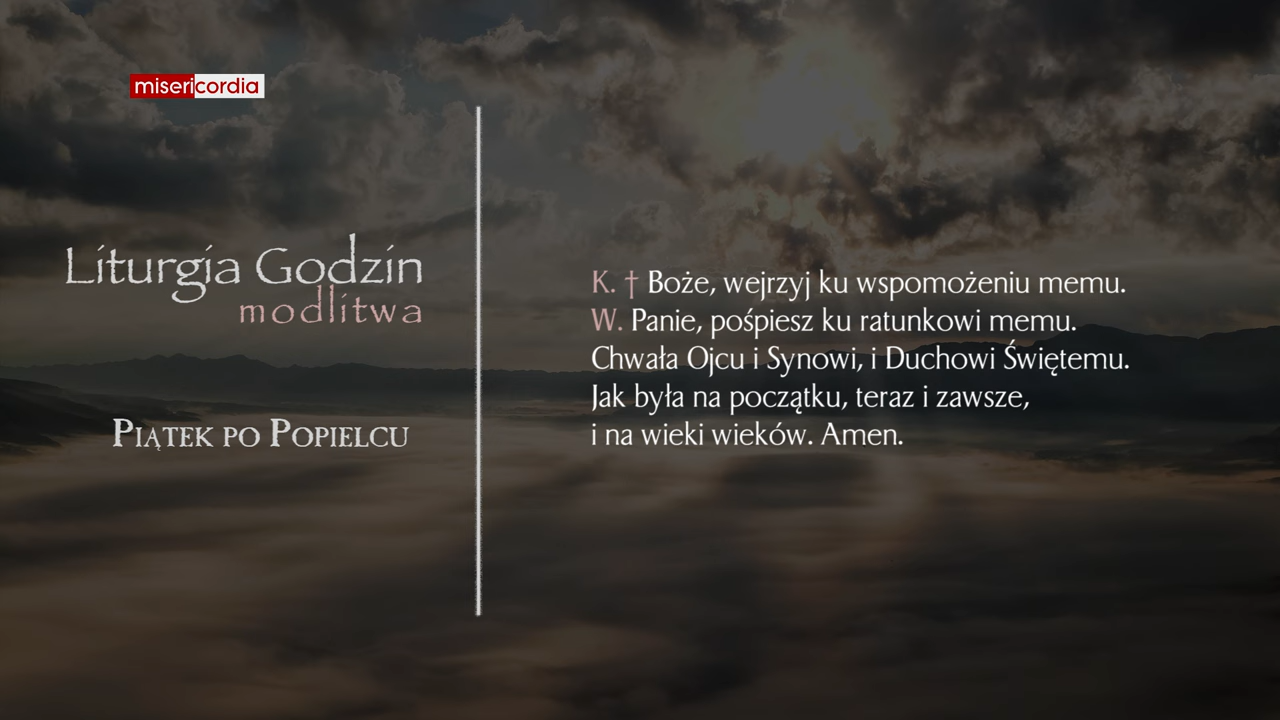 misericordia
Liturgia Godzin
modlitwa
Piątek po Popielcu
K. † Boże, wejrzyj ku wspomożeniu memu.
W. Panie, pośpiesz ku ratunkowi memu.
Chwała Ojcu i Synowi, i Duchowi Świętemu.
Jak była na początku, teraz i zawsze,
i na wieki wieków. Amen.